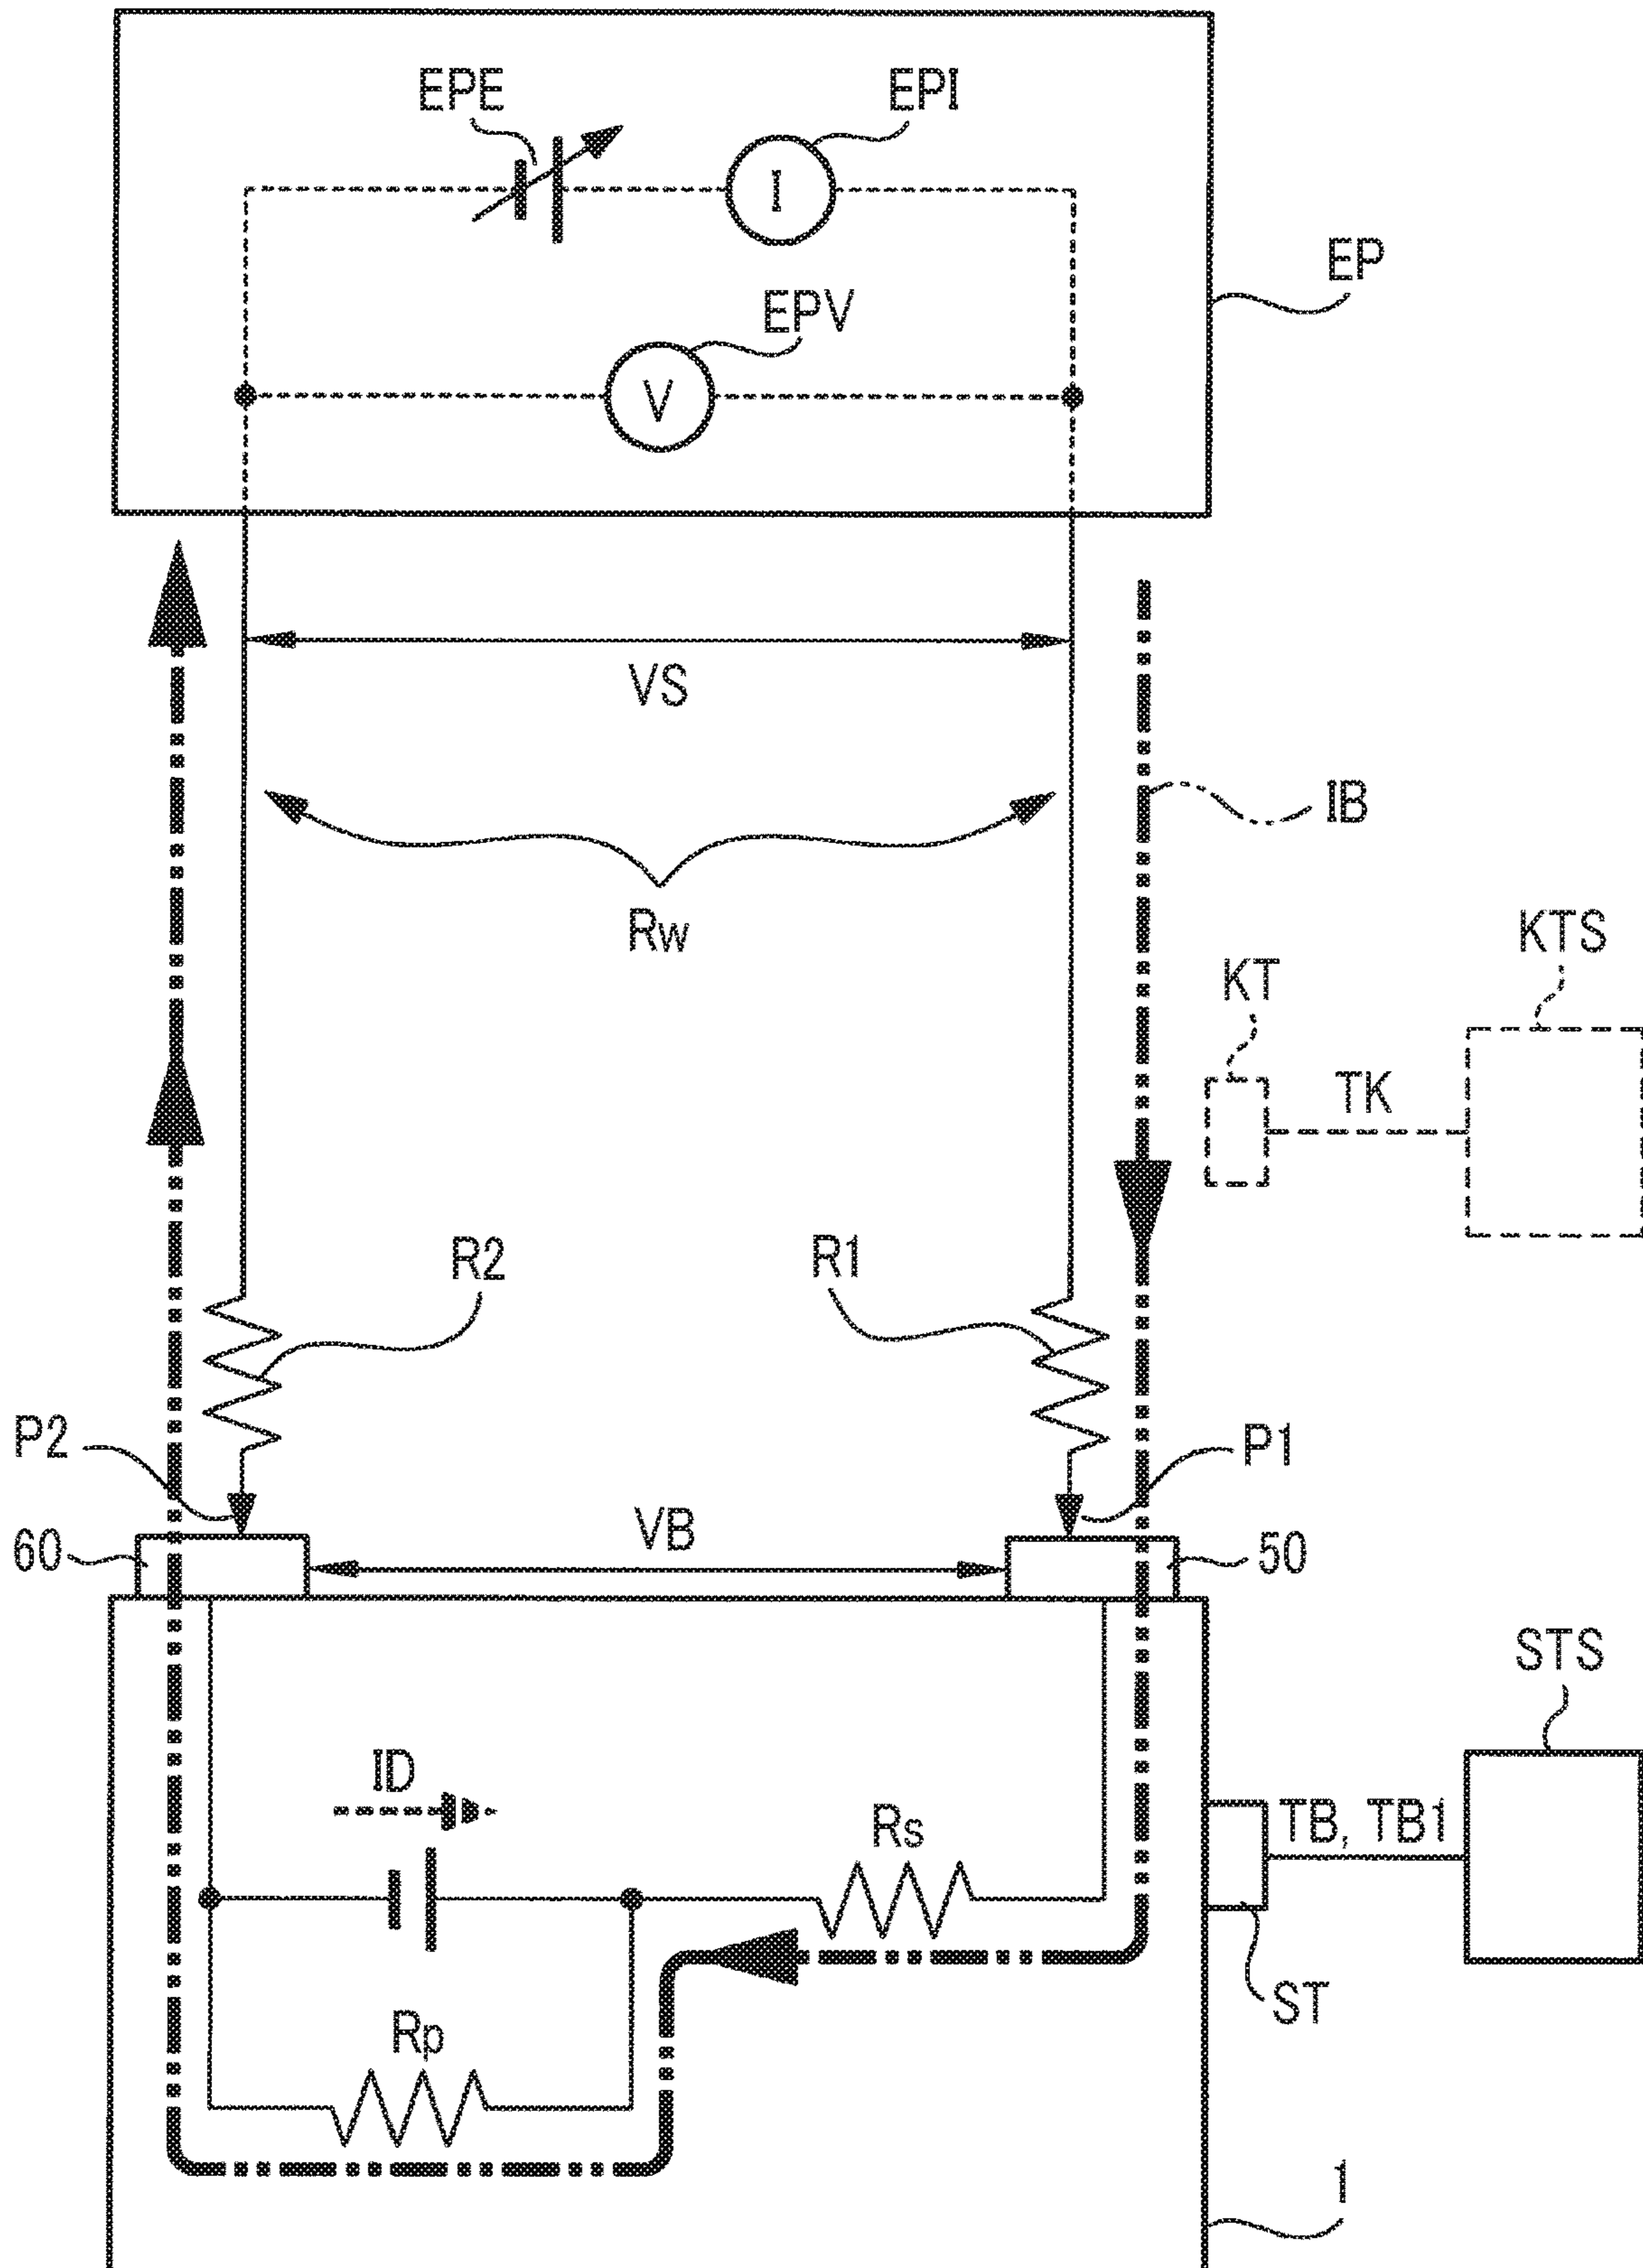 EPE
EPI
I
EP
EPV
V
VS
IB
Rw
KTS
KT
TK
R2
R1
P2
P1
VB
60
50
STS
ID
Rs
TB, TB1
ST
Rp
1